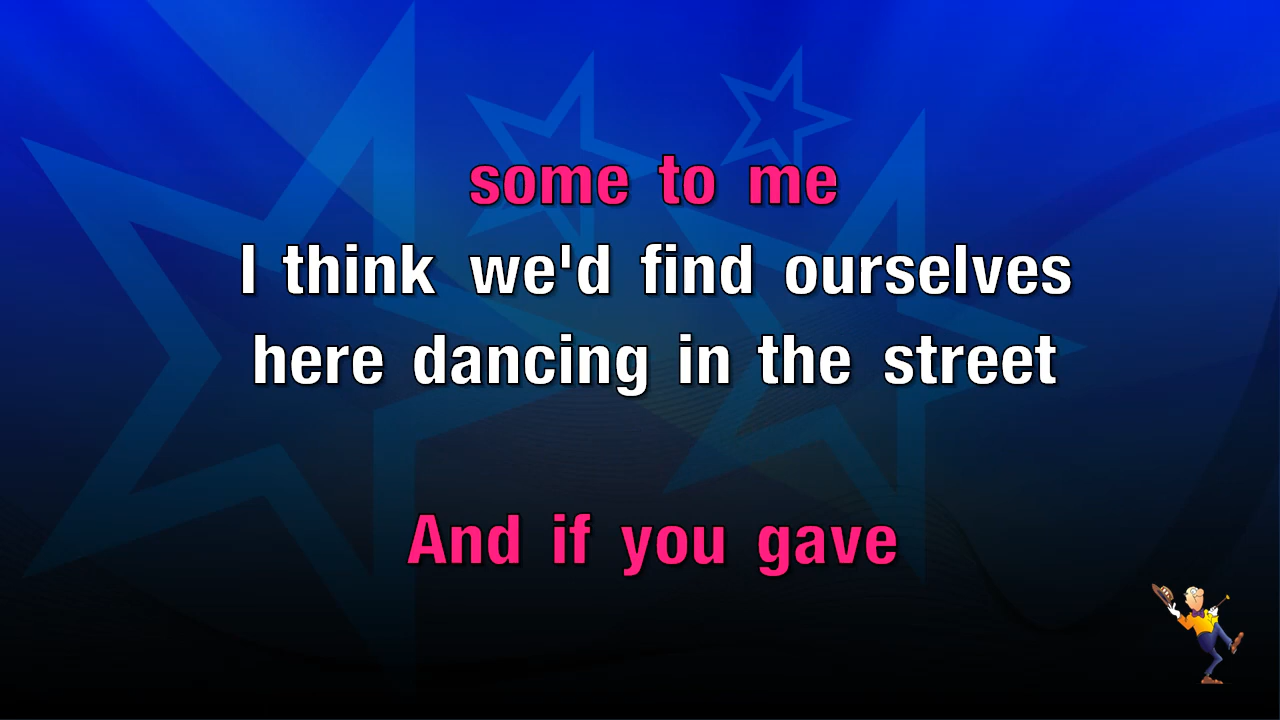 some to me
I think we'd find ourselves
here dancing in the street
And if you gave